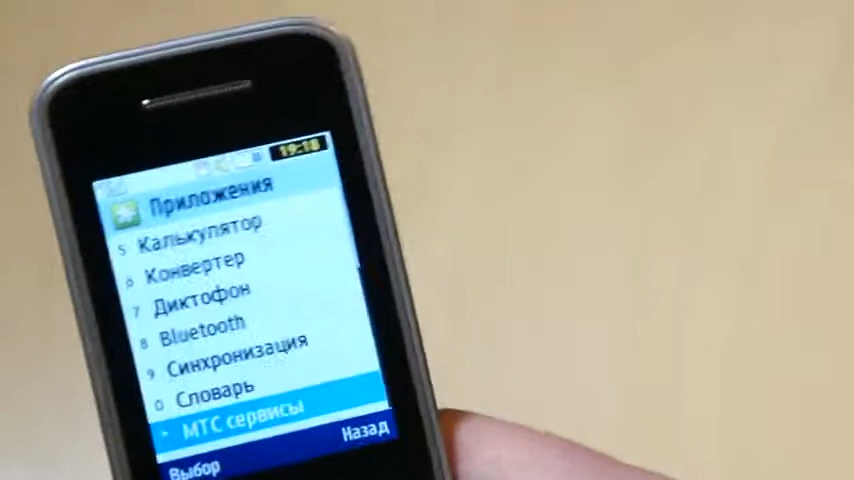 19:18
Приложения
5 Калькулятор
6 Конвертер
7 Диктофон
8 Bluetooth
9 Синхронизация
0 Словарь
* МТС сервисы
Выбор Назад